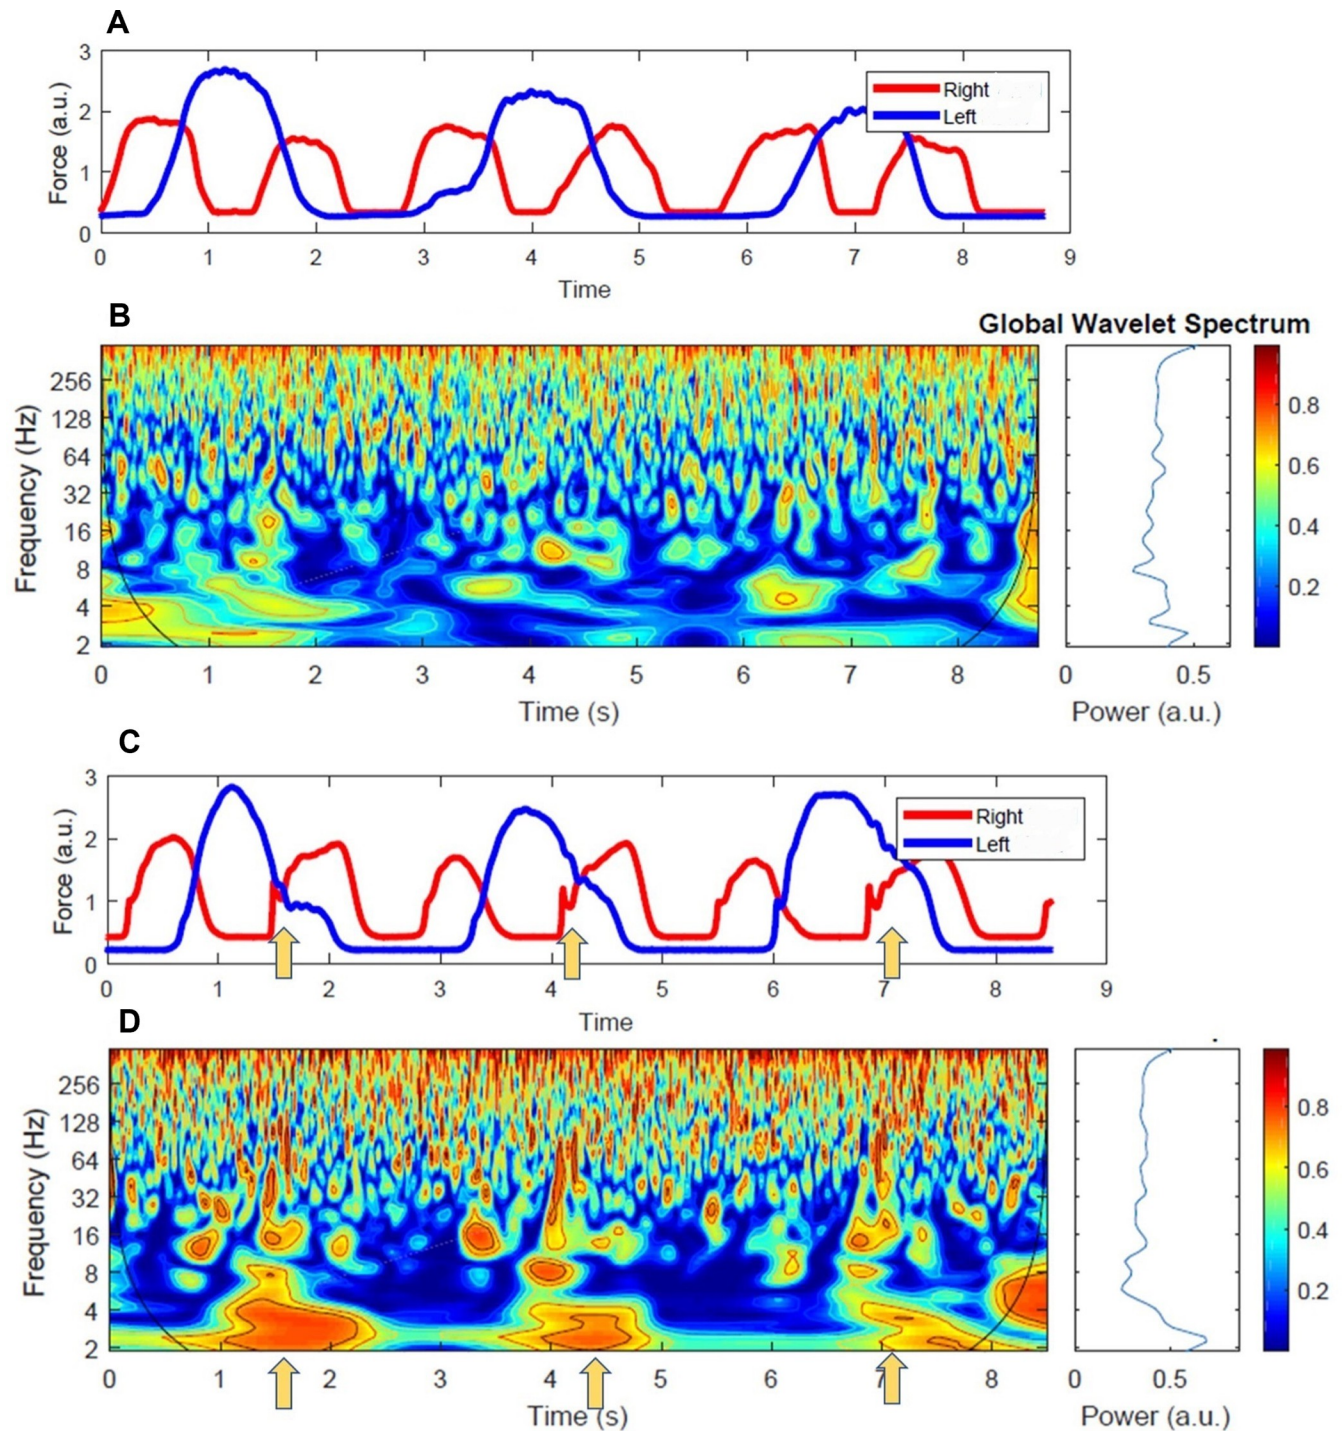 A
3
2
1
0
Force (a.u.)
Right
Left
0 1 2 3 4 5 6 7 8 9
Time
B
Global Wavelet Spectrum
256
128
64
32
16
8
4
2
Frequency (Hz)
0.8
0.6
0.4
0.2
0 1 2 3 4 5 6 7 8
0 0.5
Time (s)
Power (a.u.)
C
3
2
1
0
Force (a.u.)
Right
Left
0 1 2 3 4 5 6 7 8 9
Time
D
256
128
64
32
16
8
4
2
Frequency (Hz)
0.8
0.6
0.4
0.2
0 1 2 3 4 5 6 7 8
0 0.5
Time (s)
Power (a.u.)